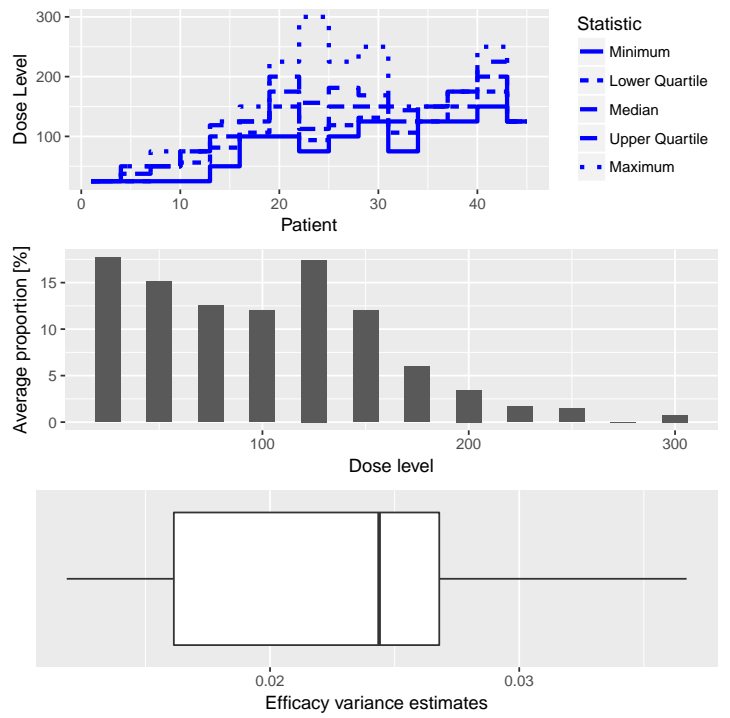 300
200
100
Dose Level
0
10
20
30
40
Patient
Statistic
Minimum
Lower Quartile
Median
Upper Quartile
Maximum
Average proportion [%]
15
10
5
0
100
200
300
Dose level
0.02
0.03
Efficacy variance estimates